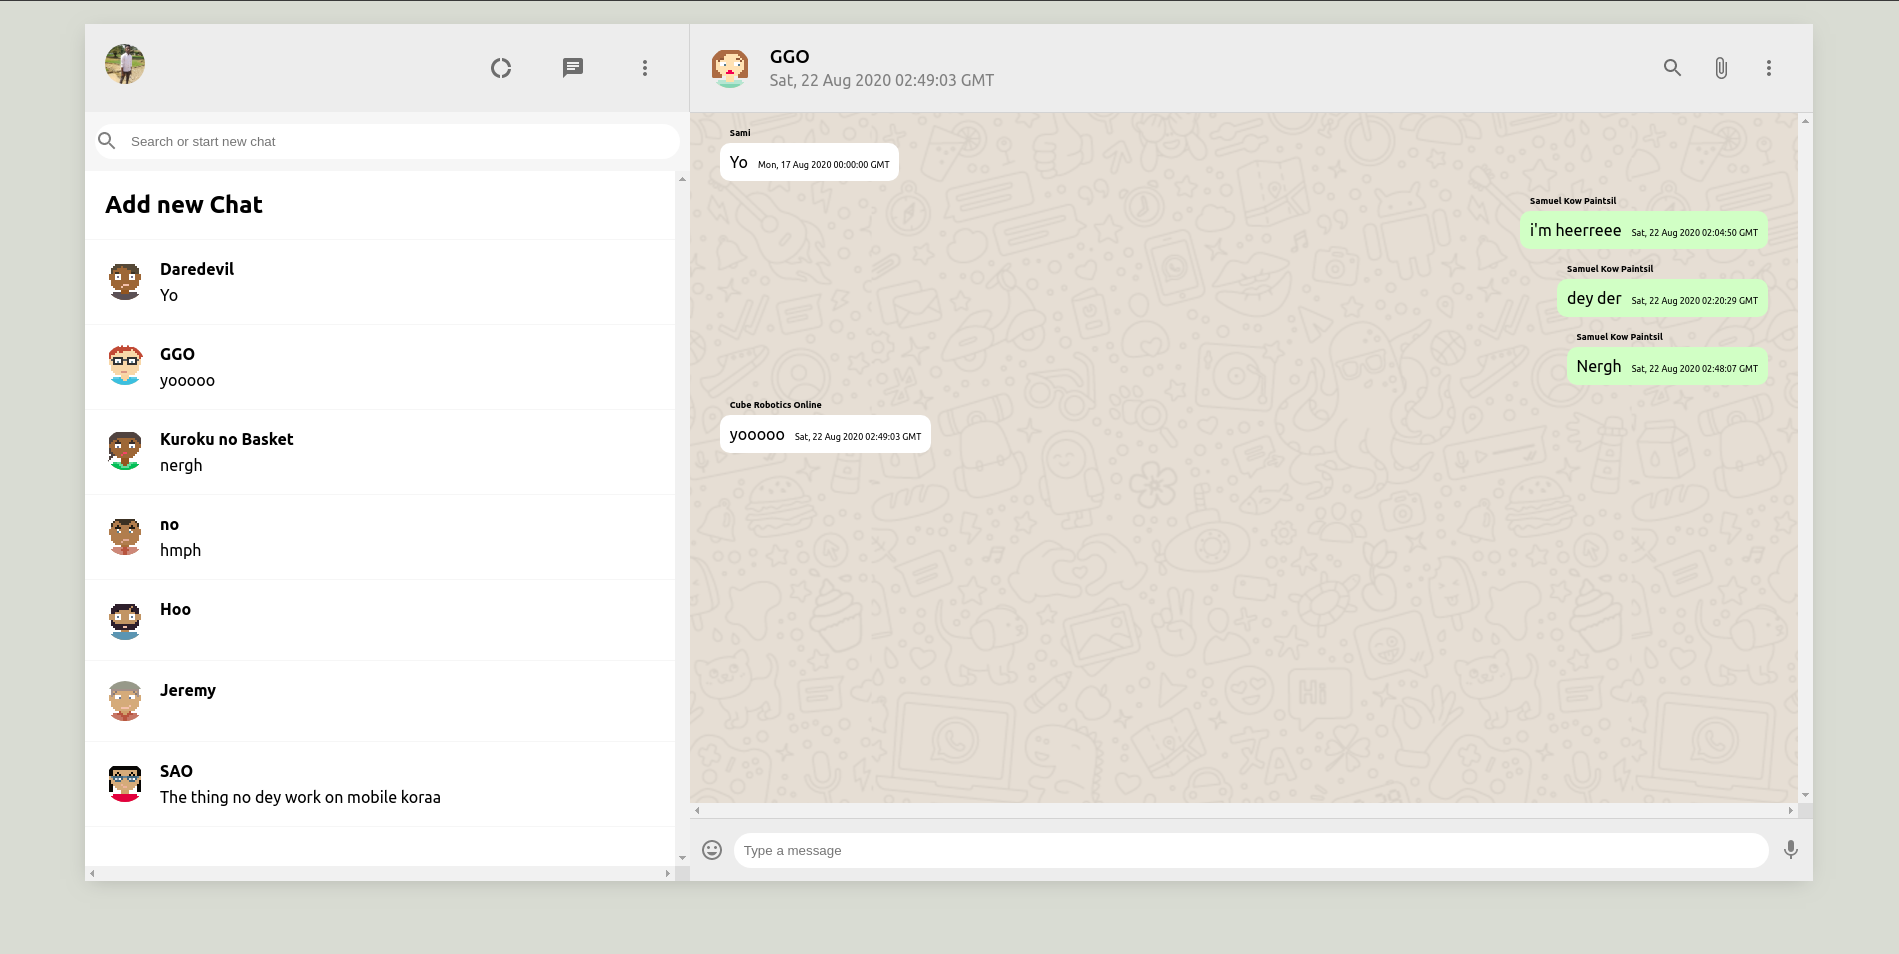 Search or start new chat
Add new Chat
Daredevil
Yo
GGO
yooooo
Kuroku no Basket
nergh
no
hmph
Hoo
Jeremy
SAO
The thing no dey work on mobile koraa
GGO
Sat, 22 Aug 2020 02:49:03 GMT
Sami
Yo Mon, 17 Aug 2020 00:00:00 GMT
Samuel Kow Paintsil
i'm heerreee Sat, 22 Aug 2020 02:04:50 GMT
Samuel Kow Paintsil
dey der Sat, 22 Aug 2020 02:20:29 GMT
Samuel Kow Paintsil
Nergh Sat, 22 Aug 2020 02:48:07 GMT
Cube Robotics Online
yooooo Sat, 22 Aug 2020 02:49:03 GMT
Hi
Type a message